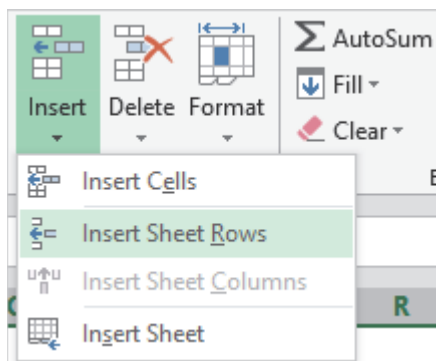 Insert Delete Format
AutoSum
Fill
Clear
Insert Cells
Insert Sheet Rows
Insert Sheet Columns
Insert Sheet
R